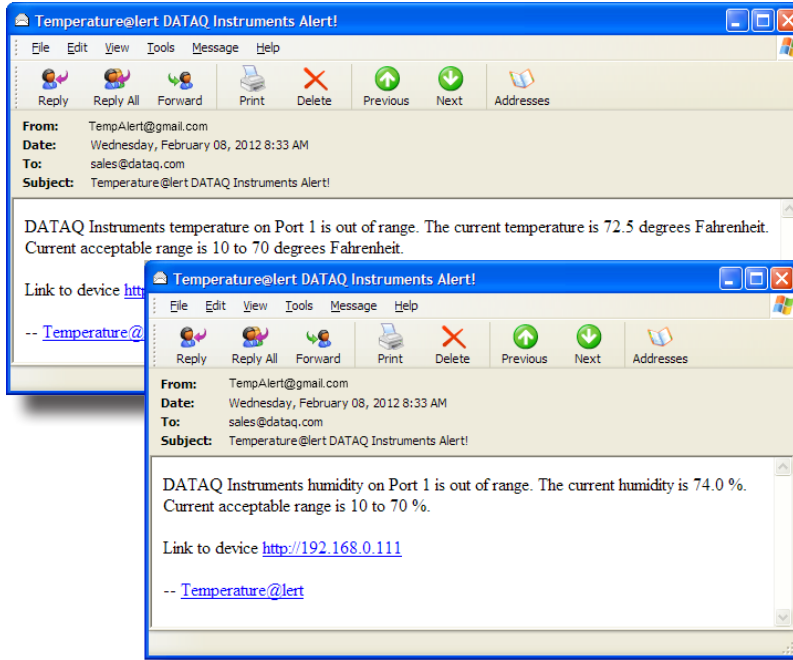 Temperature@lert DATAQ Instruments Alert!
File Edit View Tools Message Help
Reply Reply All Forward Print Delete Previous Next Addresses
From: TempAlert@gmail.com
Date: Wednesday, February 08, 2012 8:33 AM
To: sales@dataq.com
Subject: Temperature@lert DATAQ Instruments Alert!
DATAQ Instruments temperature on Port 1 is out of range. The current temperature is 72.5 degrees Fahrenheit.
Current acceptable range is 10 to 70 degrees Fahrenheit.
Link to device htt
-- Temperature@
Temperature@lert DATAQ Instruments Alert!
File Edit View Tools Message Help
Reply Reply All Forward Print Delete Previous Next Addresses
From: TempAlert@gmail.com
Date: Wednesday, February 08, 2012 8:33 AM
To: sales@dataq.com
Subject: Temperature@lert DATAQ Instruments Alert!
DATAQ Instruments humidity on Port 1 is out of range. The current humidity is 74.0 %.
Current acceptable range is 10 to 70 %.
Link to device http://192.168.0.111
-- Temperature@lert